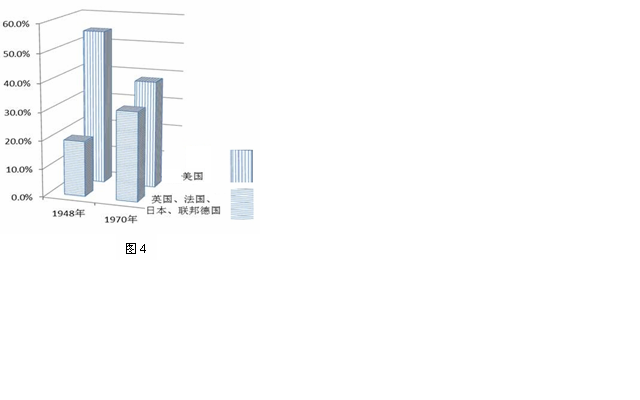 60.0%
50.0%
40.0%
30.0%
20.0%
10.0%
0.0%
1948年
1970年
美国
英国、法国、
日本、联邦德国
图4